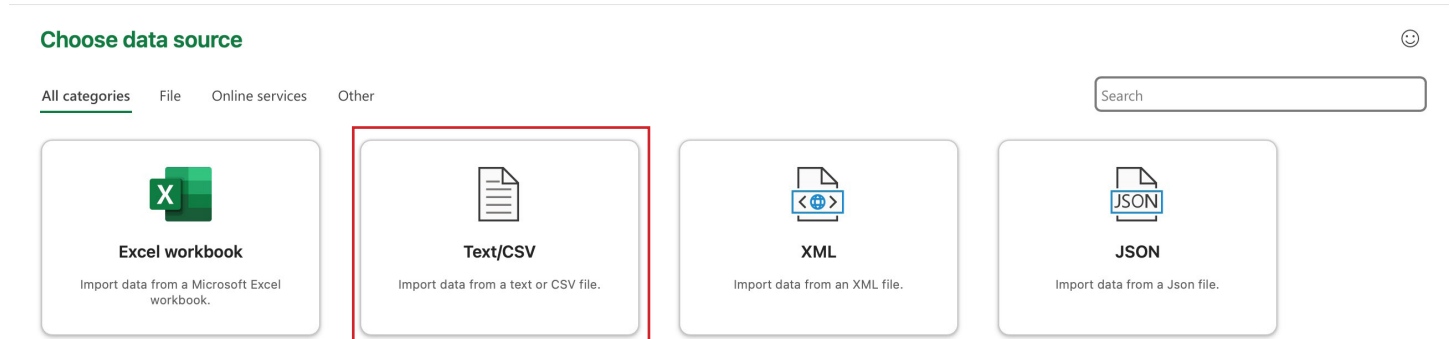 Choose data source
All categories File Online services Other
Search
X
Excel workbook
Import data from a Microsoft Excel
workbook.
Text/CSV
Import data from a text or CSV file.
XML
Import data from an XML file.
JSON
JSON
Import data from a Json file.